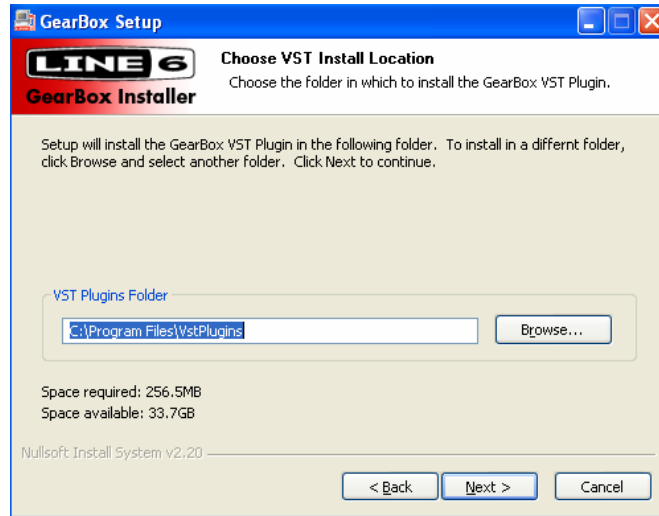 GearBox Setup
LINE 6
GearBox Installer
Choose VST Install Location
Choose the folder in which to install the GearBox VST Plugin.
Setup will install the GearBox VST Plugin in the following folder.  To install in a differnt folder,
click Browse and select another folder.  Click Next to continue.
VST Plugins Folder
C:\Program Files\VstPlugins
Browse...
Space required: 256.5MB
Space available: 33.7GB
Nullsoft Install System v2.20
< Back
Next >
Cancel